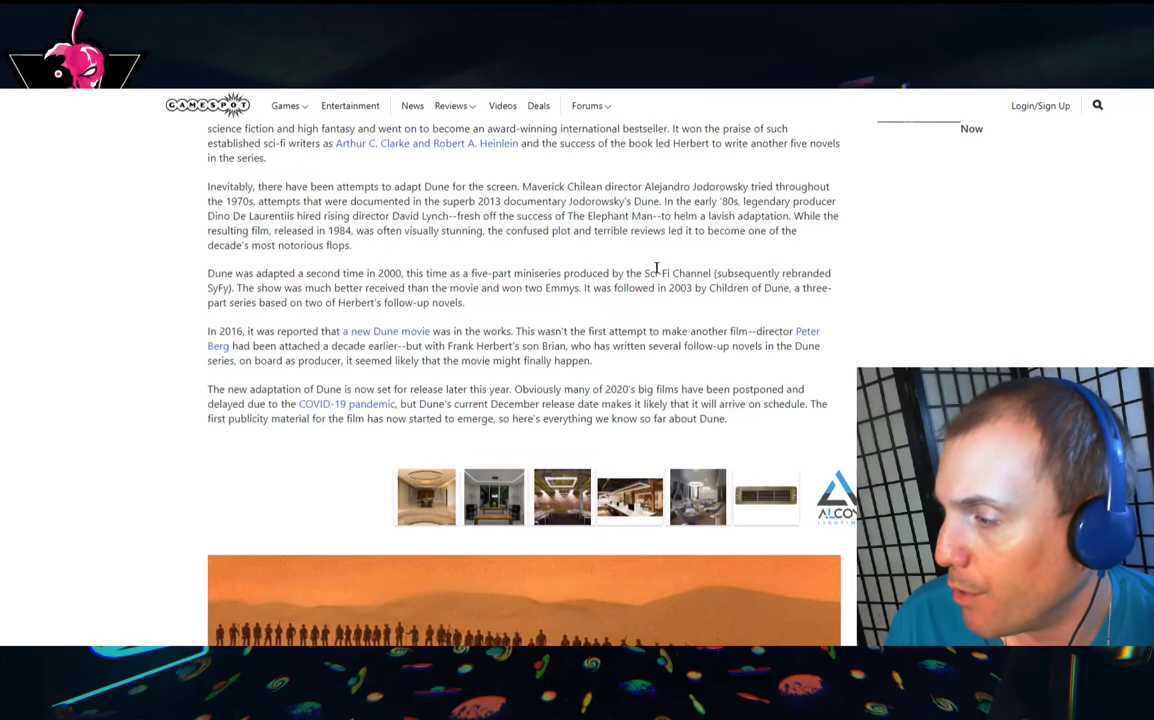 GAMESPOT Games Entertainment News Reviews Videos Deals Forums Login/Sign Up
Now
science fiction and high fantasy and went on to become an award-winning international bestseller. It won the praise of such
established sci-fi writers as Arthur C. Clarke and Robert A. Heinlein and the success of the book led Herbert to write another five novels
in the series.
Inevitably, there have been attempts to adapt Dune for the screen. Maverick Chilean director Alejandro Jodorowsky tried throughout
the 1970s, attempts that were documented in the superb 2013 documentary Jodorowsky's Dune. In the early '80s, legendary producer
Dino De Laurentiis hired rising director David Lynch--fresh off the success of The Elephant Man--to helm a lavish adaptation. While the
resulting film, released in 1984, was often visually stunning, the confused plot and terrible reviews led it to become one of the
decade's most notorious flops.
Dune was adapted a second time in 2000, this time as a five-part miniseries produced by the Sci-Fi Channel (subsequently rebranded
SyFy). The show was much better received than the movie and won two Emmys. It was followed in 2003 by Children of Dune, a three-
part series based on two of Herbert's follow-up novels.
In 2016, it was reported that a new Dune movie was in the works. This wasn't the first attempt to make another film--director Peter
Berg had been attached a decade earlier--but with Frank Herbert's son Brian, who has written several follow-up novels in the Dune
series, on board as producer, it seemed likely that the movie might finally happen.
The new adaptation of Dune is now set for release later this year. Obviously many of 2020's big films have been postponed and
delayed due to the COVID-19 pandemic, but Dune's current December release date makes it likely that it will arrive on schedule. The
first publicity material for the film has now started to emerge, so here's everything we know so far about Dune.
ALCO
LIGHTIN